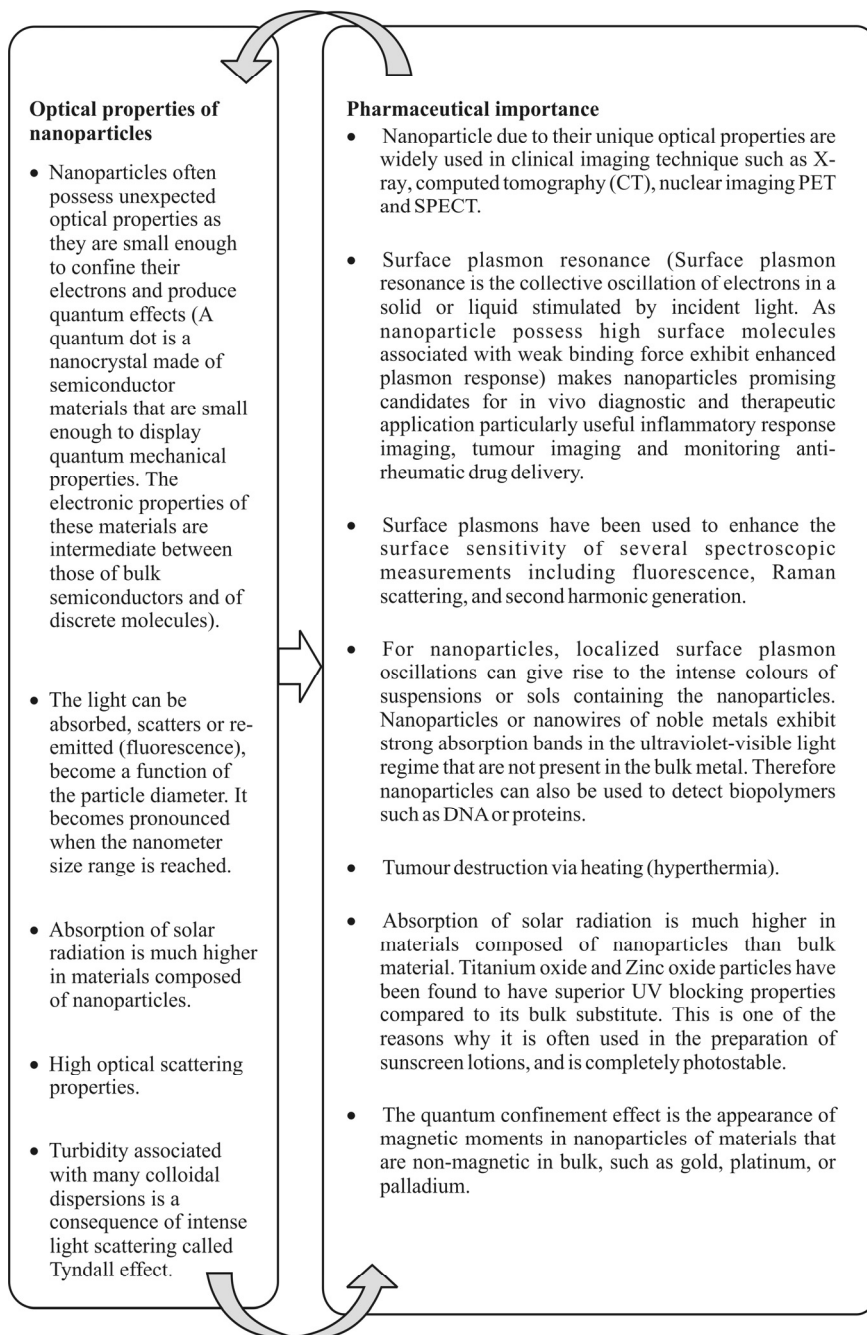 Optical properties of
nanoparticles
• Nanoparticles often
possess unexpected
optical properties as
they are small enough
to confine their
electrons and produce
quantum effects (A
quantum dot is a
nanocrystal made of
semiconductor
materials that are small
enough to display
quantum mechanical
properties. The
electronic properties of
these materials are
intermediate between
those of bulk
semiconductors and of
discrete molecules).
• The light can be
absorbed, scatters or re-
emitted (fluorescence),
become a function of
the particle diameter. It
becomes pronounced
when the nanometer
size range is reached.
• Absorption of solar
radiation is much higher
in materials composed
of nanoparticles.
• High optical scattering
properties.
• Turbidity associated
with many colloidal
dispersions is a
consequence of intense
light scattering called
Tyndall effect.
Pharmaceutical importance
• Nanoparticle due to their unique optical properties are
widely used in clinical imaging technique such as X-
ray, computed tomography (CT), nuclear imaging PET
and SPECT.
• Surface plasmon resonance (Surface plasmon
resonance is the collective oscillation of electrons in a
solid or liquid stimulated by incident light. As
nanoparticle possess high surface molecules
associated with weak binding force exhibit enhanced
plasmon response) makes nanoparticles promising
candidates for in vivo diagnostic and therapeutic
application particularly useful inflammatory response
imaging, tumour imaging and monitoring anti-
rheumatic drug delivery.
• Surface plasmons have been used to enhance the
surface sensitivity of several spectroscopic
measurements including fluorescence, Raman
scattering, and second harmonic generation.
• For nanoparticles, localized surface plasmon
oscillations can give rise to the intense colours of
suspensions or sols containing the nanoparticles.
Nanoparticles or nanowires of noble metals exhibit
strong absorption bands in the ultraviolet-visible light
regime that are not present in the bulk metal. Therefore
nanoparticles can also be used to detect biopolymers
such as DNA or proteins.
• Tumour destruction via heating (hyperthermia).
• Absorption of solar radiation is much higher in
materials composed of nanoparticles than bulk
material. Titanium oxide and Zinc oxide particles have
been found to have superior UV blocking properties
compared to its bulk substitute. This is one of the
reasons why it is often used in the preparation of
sunscreen lotions, and is completely photostable.
• The quantum confinement effect is the appearance of
magnetic moments in nanoparticles of materials that
are non-magnetic in bulk, such as gold, platinum, or
palladium.